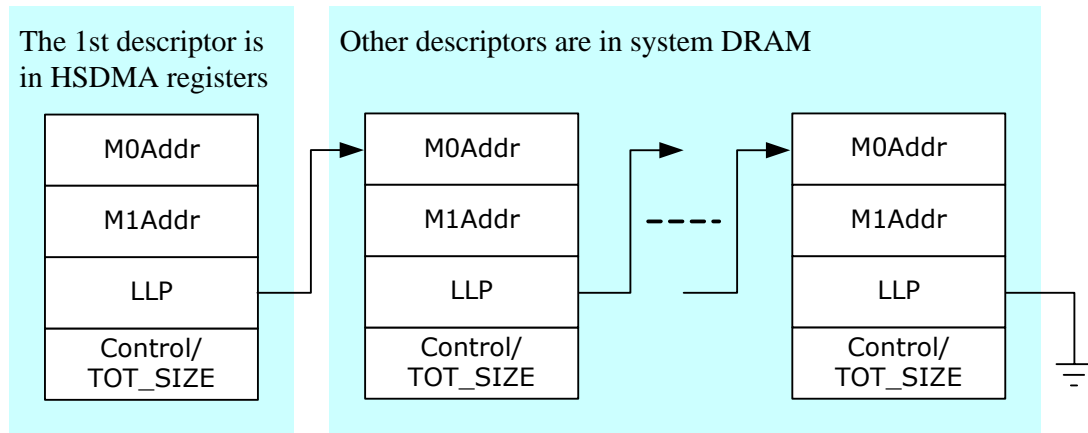 The 1st descriptor is
in HSDMA registers
Other descriptors are in system DRAM
M0Addr
M1Addr
LLP
Control/
TOT_SIZE
M0Addr
M1Addr
LLP
Control/
TOT_SIZE
M0Addr
M1Addr
LLP
Control/
TOT_SIZE